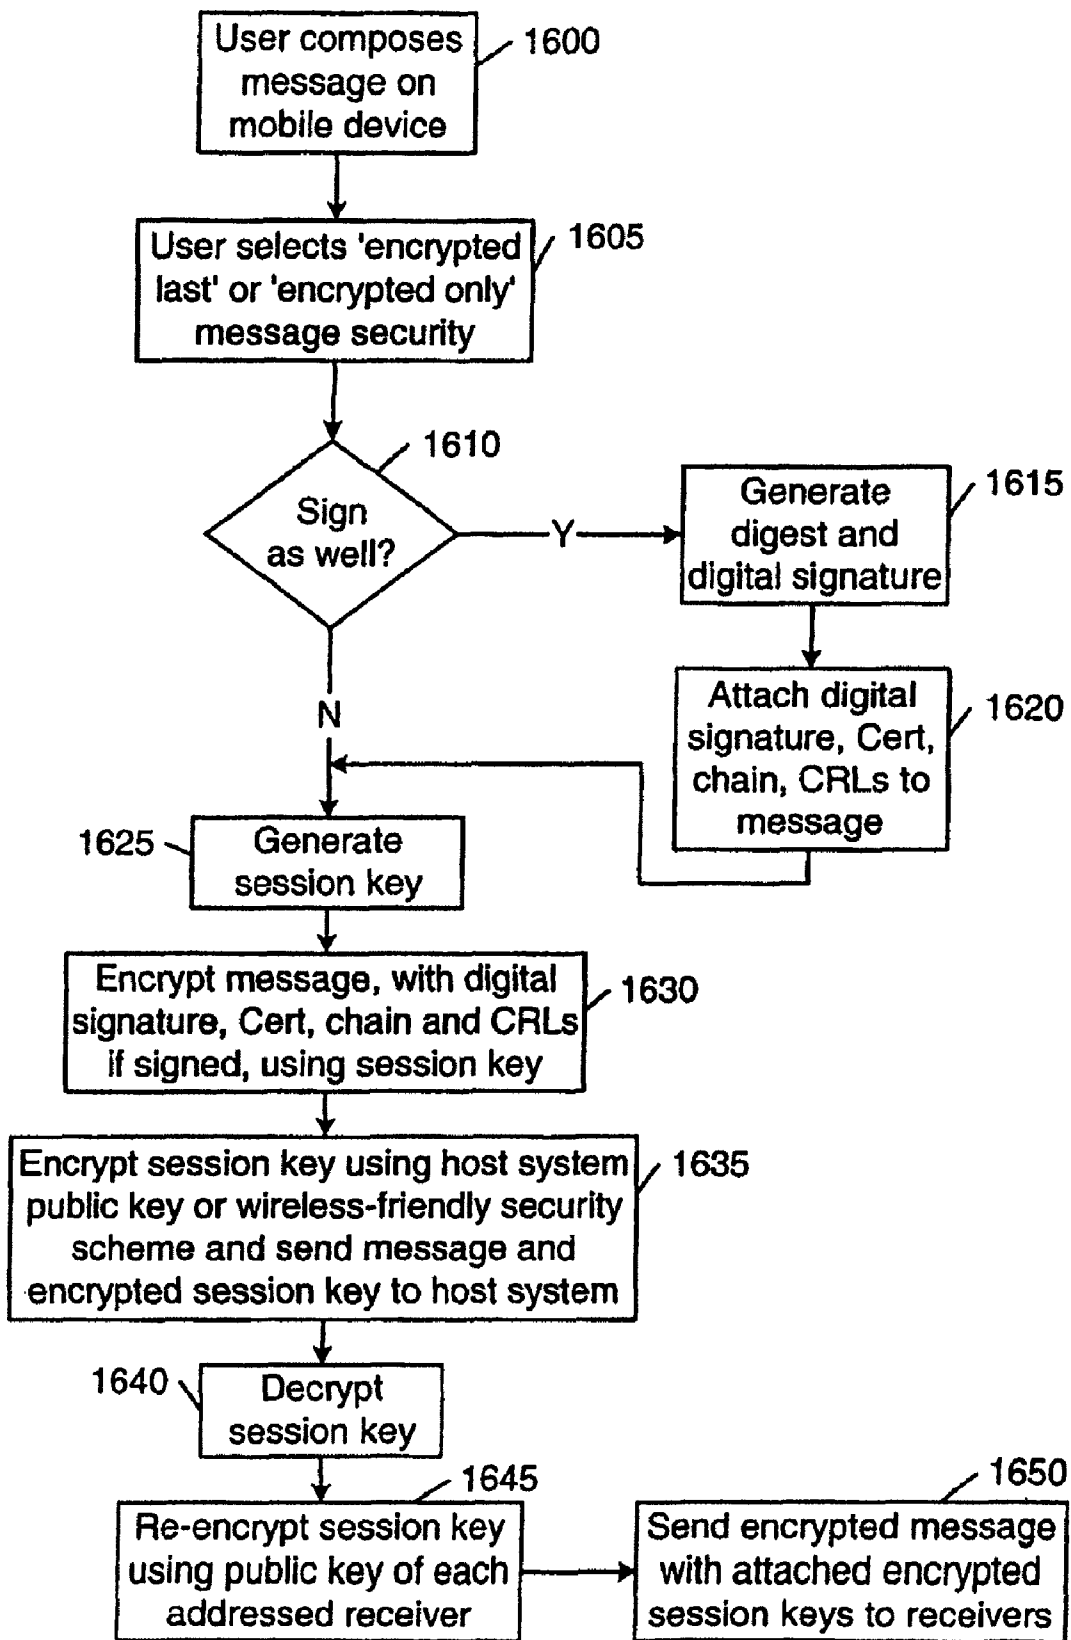 User composes
message on
mobile device
1600
User selects 'encrypted
last' or 'encrypted only'
message security
1605
1610
Sign
as well?
Y
N
Generate
digest and
digital signature
1615
Attach digital
signature, Cert,
chain, CRLs to
message
1620
1625
Generate
session key
Encrypt message, with digital
signature, Cert, chain and CRLs
if signed, using session key
1630
Encrypt session key using host system
public key or wireless-friendly security
scheme and send message and
encrypted session key to host system
1635
1640
Decrypt
session key
1645
Re-encrypt session key
using public key of each
addressed receiver
1650
Send encrypted message
with attached encrypted
session keys to receivers